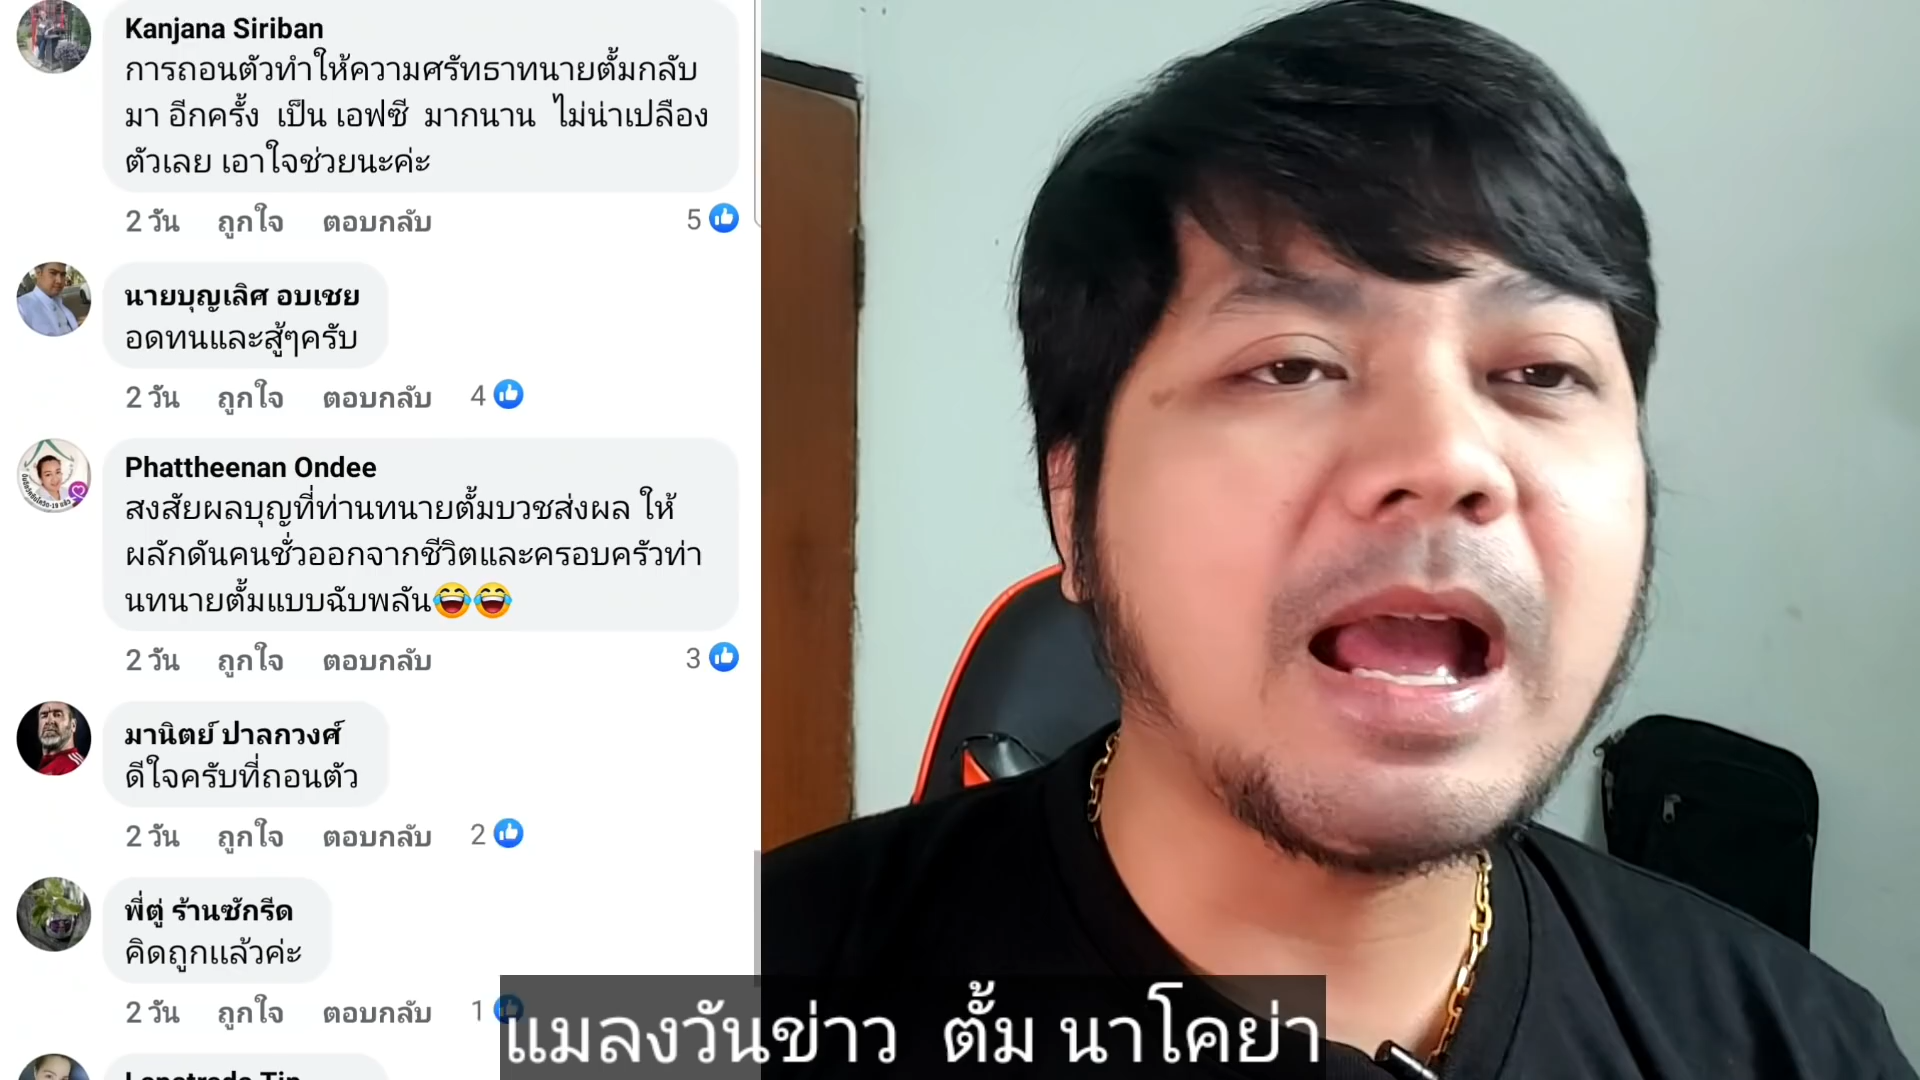 Kanjana Siriban
การถอนตัวทำให้ความศรัทธาทนายตั้มกลับ
มา อีกครั้ง เป็น เอฟซี มากนาน ไม่น่าเปลือง
ตัวเลย เอาใจช่วยนะค่ะ
2 วัน ถูกใจ ตอบกลับ 5
นายบุญเลิศ อบเชย
อดทนและสู้ๆครับ
2 วัน ถูกใจ ตอบกลับ 4
Phattheenan Ondee
สงสัยผลบุญที่ท่านทนายตั้มบวชส่งผล ให้
ผลักดันคนชั่วออกจากชีวิตและครอบครัวท่า
นทนายตั้มแบบฉับพลัน😂😂
2 วัน ถูกใจ ตอบกลับ 3
มานิตย์ ปาลกวงศ์
ดีใจครับที่ถอนตัว
2 วัน ถูกใจ ตอบกลับ 2
พี่ตู่ ร้านซักรีด
คิดถูกแล้วค่ะ
2 วัน ถูกใจ ตอบกลับ 1
แมลงวันข่าว ตั้ม นาโคย่า